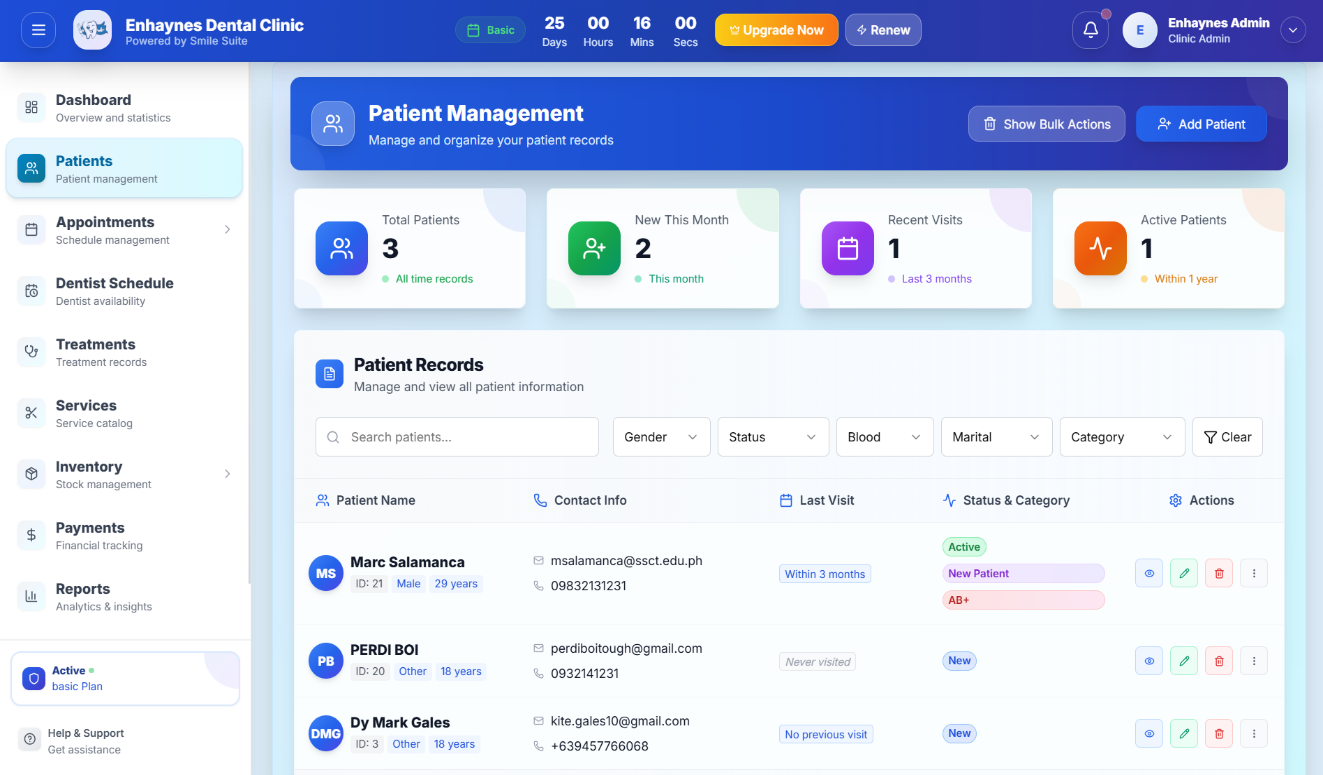 Enhaynes Dental Clinic
Powered by Smile Suite
Basic
25 Days
00 Hours
16 Mins
00 Secs
Upgrade Now
Renew
E
Enhaynes Admin
Clinic Admin
Dashboard
Overview and statistics
Patients
Patient management
Appointments
Schedule management
Dentist Schedule
Dentist availability
Treatments
Treatment records
Services
Service catalog
Inventory
Stock management
Payments
Financial tracking
Reports
Analytics & insights
Active
basic Plan
Help & Support
Get assistance
Patient Management
Manage and organize your patient records
Show Bulk Actions
Add Patient
Total Patients
3
All time records
New This Month
2
This month
Recent Visits
1
Last 3 months
Active Patients
1
Within 1 year
Patient Records
Manage and view all patient information
Search patients...
Gender
Status
Blood
Marital
Category
Clear
Patient Name
Contact Info
Last Visit
Status & Category
Actions
MS
Marc Salamanca
ID: 21 Male 29 years
msalamanca@ssct.edu.ph
09832131231
Within 3 months
Active
New Patient
AB+
PB
PERDI BOI
ID: 20 Other 18 years
perdiboitough@gmail.com
0932141231
Never visited
New
DMG
Dy Mark Gales
ID: 3 Other 18 years
kite.gales10@gmail.com
+639457766068
No previous visit
New